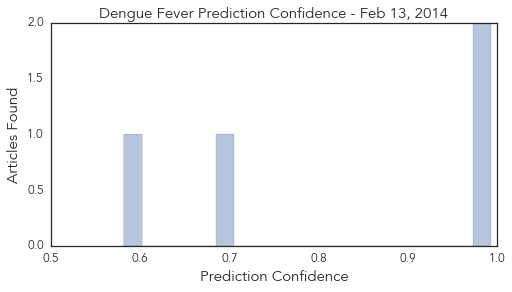 Dengue Fever Prediction Confidence - Feb 13, 2014
2.0
1.5
1.0
0.5
0.0
Articles Found
0.5 0.6 0.7 0.8 0.9 1.0
Prediction Confidence